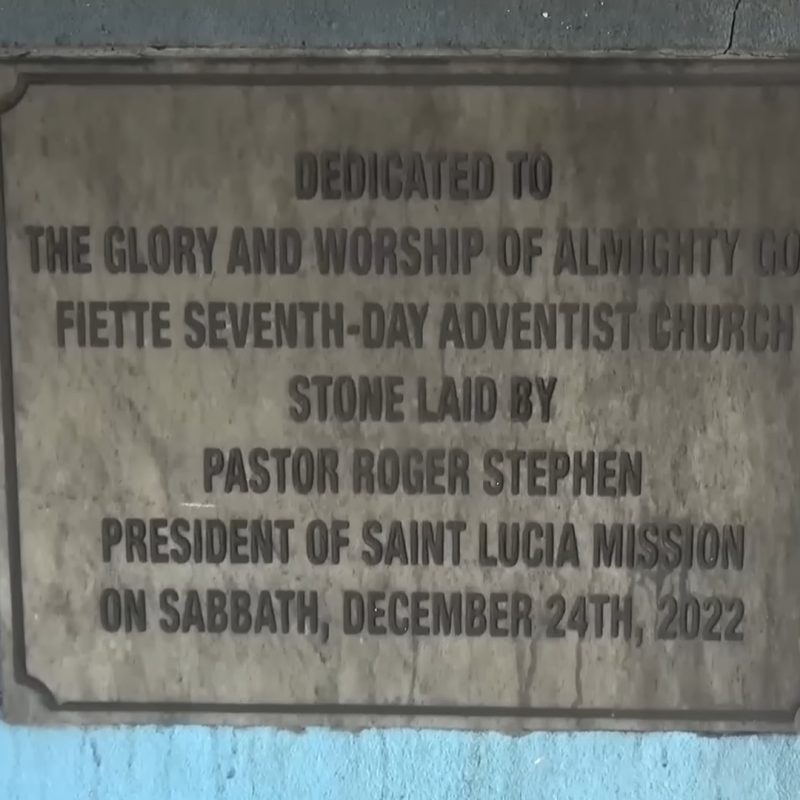 DEDICATED TO
THE GLORY AND WORSHIP OF ALMIGHTY GO
FIETTE SEVENTH-DAY ADVENTIST CHURCH
STONE LAID BY
PASTOR ROGER STEPHEN
PRESIDENT OF SAINT LUCIA MISSION
ON SABBATH, DECEMBER 24TH, 2022